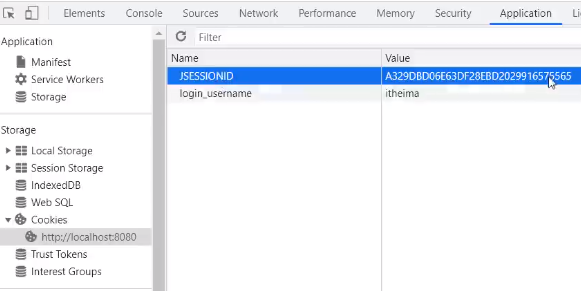 Elements Console Sources Network Performance Memory Security Application Li
Application
Manifest
Service Workers
Storage
Storage
Local Storage
Session Storage
IndexedDB
Web SQL
Cookies
http://localhost:8080
Trust Tokens
Interest Groups
Filter
Name Value
JSESSIONID A329DBD06E63DF28EBD2029916575565
login_username itheima